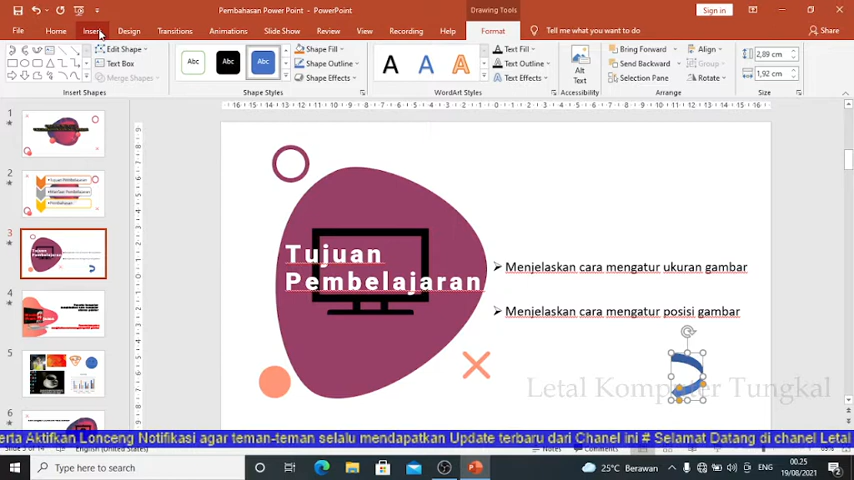 Pembahasan Power Point - PowerPoint
Drawing Tools
Sign in
File Home Insert Design Transitions Animations Slide Show Review View Recording Help Format Tell me what you want to do
Share
Edit Shape
Text Box
Merge Shapes
Insert Shapes
Abc Abc Abc
Shape Fill
Shape Outline
Shape Effects
Shape Styles
A A A
Text Fill
Text Outline
Text Effects
WordArt Styles
Alt
Text
Accessibility
Bring Forward
Send Backward
Selection Pane
Align
Group
Rotate
Arrange
2,89 cm
1,92 cm
Size
1
2
3
4
5
6
Tujuan
Pembelajaran
Menjelaskan cara mengatur ukuran gambar
Menjelaskan cara mengatur posisi gambar
Letal Komputer Tungkal
erta Aktifkan Lonceng Notifikasi agar teman-teman selalu mendapatkan Update terbaru dari Chanel ini # Selamat Datang di chanel Letal
Type here to search
25°C Berawan
ENG
00.25
19/08/2021